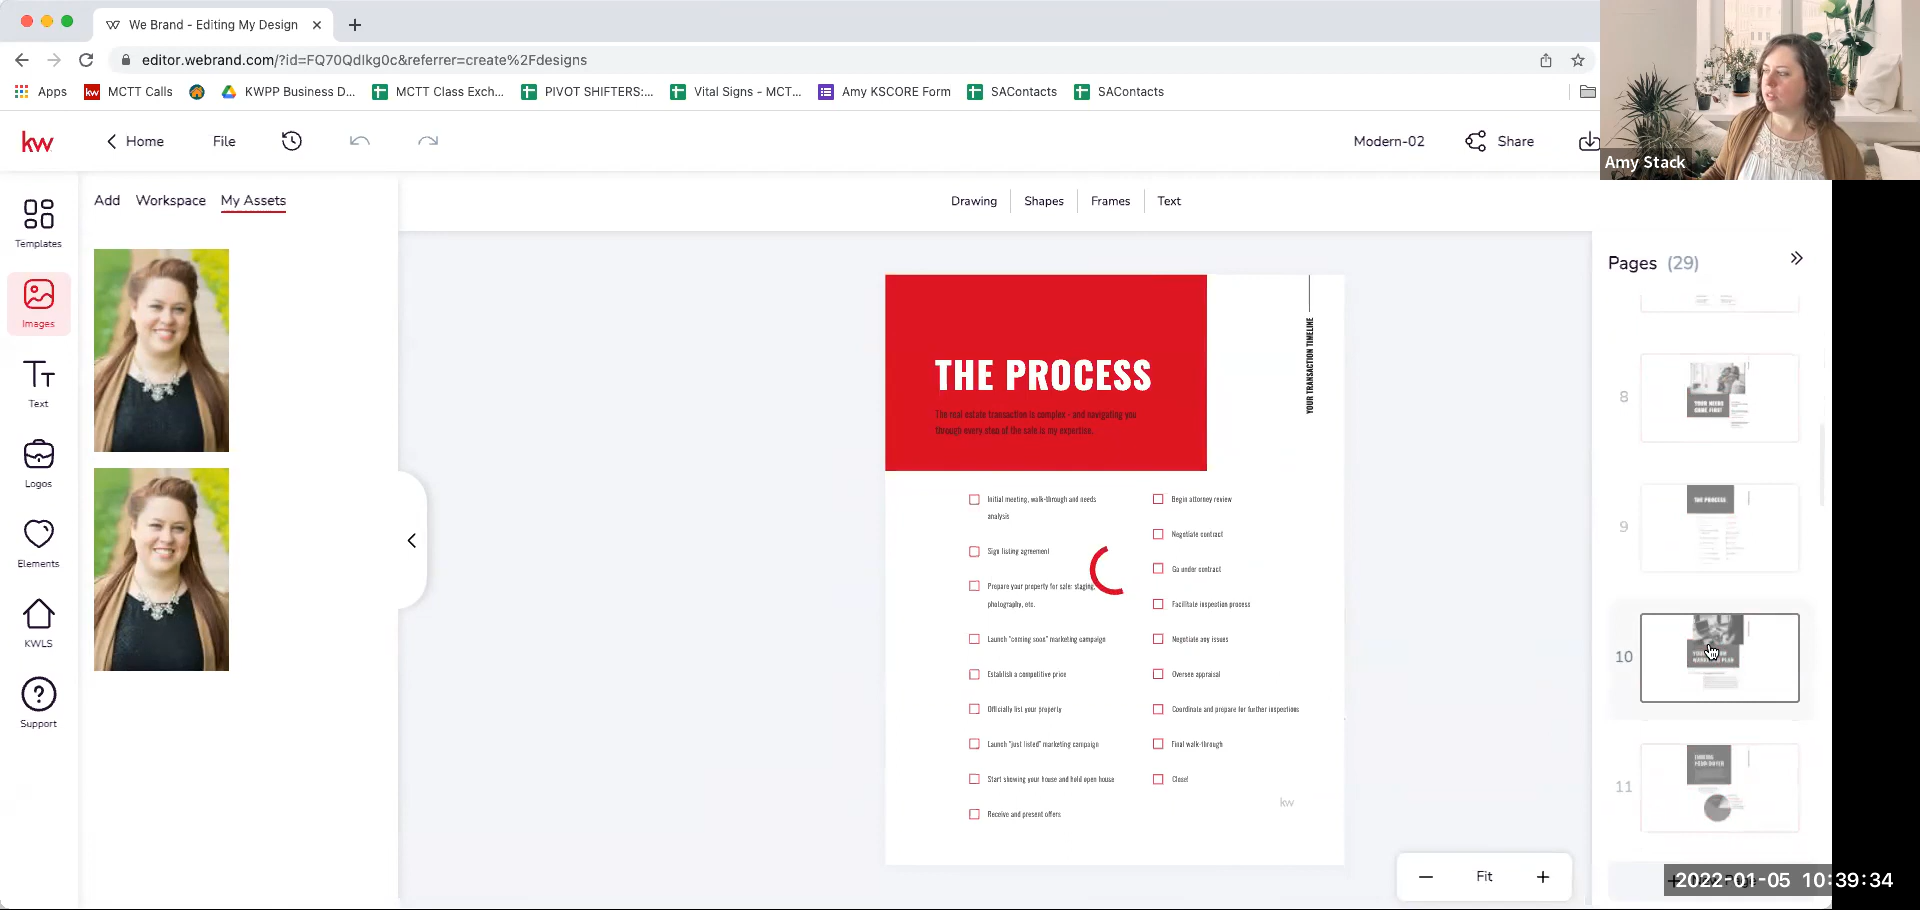 We Brand - Editing My Design
editor.webrand.com/?id=FQ70Qdlkg0c&referrer=create%2Fdesigns
Apps
kw
MCTT Calls
KWPP Business D...
MCTT Class Exch...
PIVOT SHIFTERS:...
Vital Signs - MCT...
Amy KSCORE Form
SAContacts
SAContacts
Amy Stack
kw
Home
File
Modern-02
Share
Templates
Images
Text
Logos
Elements
KWLS
Support
Add
Workspace
My Assets
Drawing
Shapes
Frames
Text
THE PROCESS
The real estate transaction is complex - and navigating you
through every step of the sale is my expertise.
YOUR TRANSACTION TIMELINE
Initial meeting, walk-through and needs
analysis
Sign listing agreement
Prepare your property for sale: staging,
photography, etc.
Launch "coming soon" marketing campaign
Establish a competitive price
Officially list your property
Launch "just listed" marketing campaign
Start showing your house and hold open house
Receive and present offers
Begin attorney review
Negotiate contract
Go under contract
Facilitate inspection process
Negotiate any issues
Oversee appraisal
Coordinate and prepare for further inspections
Final walk-through
Close!
kw
Pages (29)
8
YOUR NEEDS
COME FIRST
9
THE PROCESS
10
11
Fit
2022-01-05 10:39:34